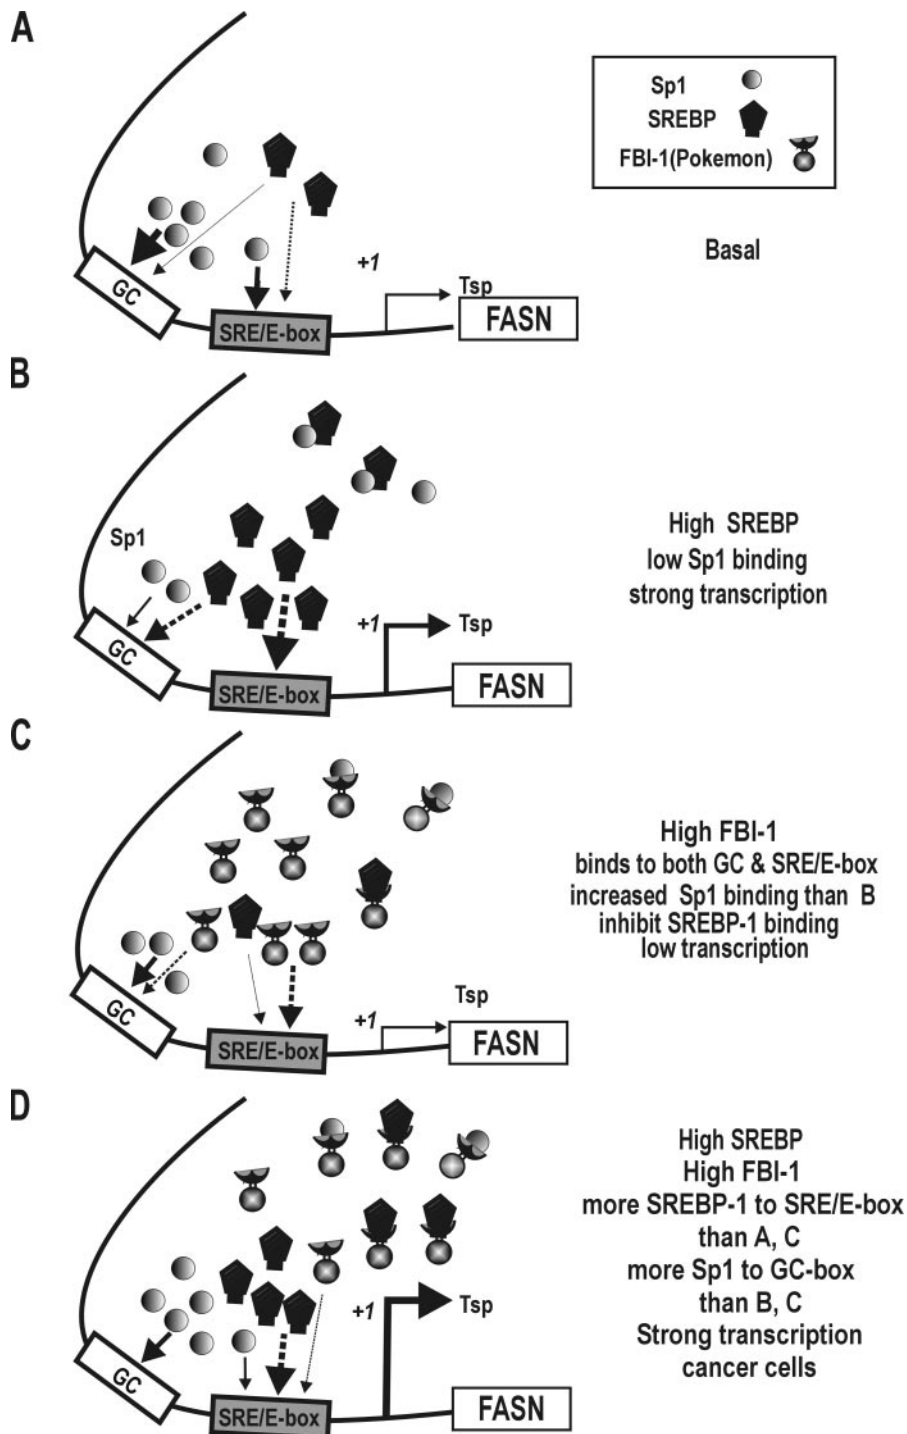 A
Sp1
SREBP
FBI-1(Pokemon)
Basal
+1
Tsp
GC
SRE/E-box
FASN
B
Sp1
High SREBP
low Sp1 binding
strong transcription
+1
Tsp
GC
SRE/E-box
FASN
C
High FBI-1
binds to both GC & SRE/E-box
increased Sp1 binding than B
inhibit SREBP-1 binding
low transcription
Tsp
+1
GC
SRE/E-box
FASN
D
High SREBP
High FBI-1
more SREBP-1 to SRE/E-box
than A, C
more Sp1 to GC-box
than B, C
Strong transcription
cancer cells
+1
Tsp
GC
SRE/E-box
FASN